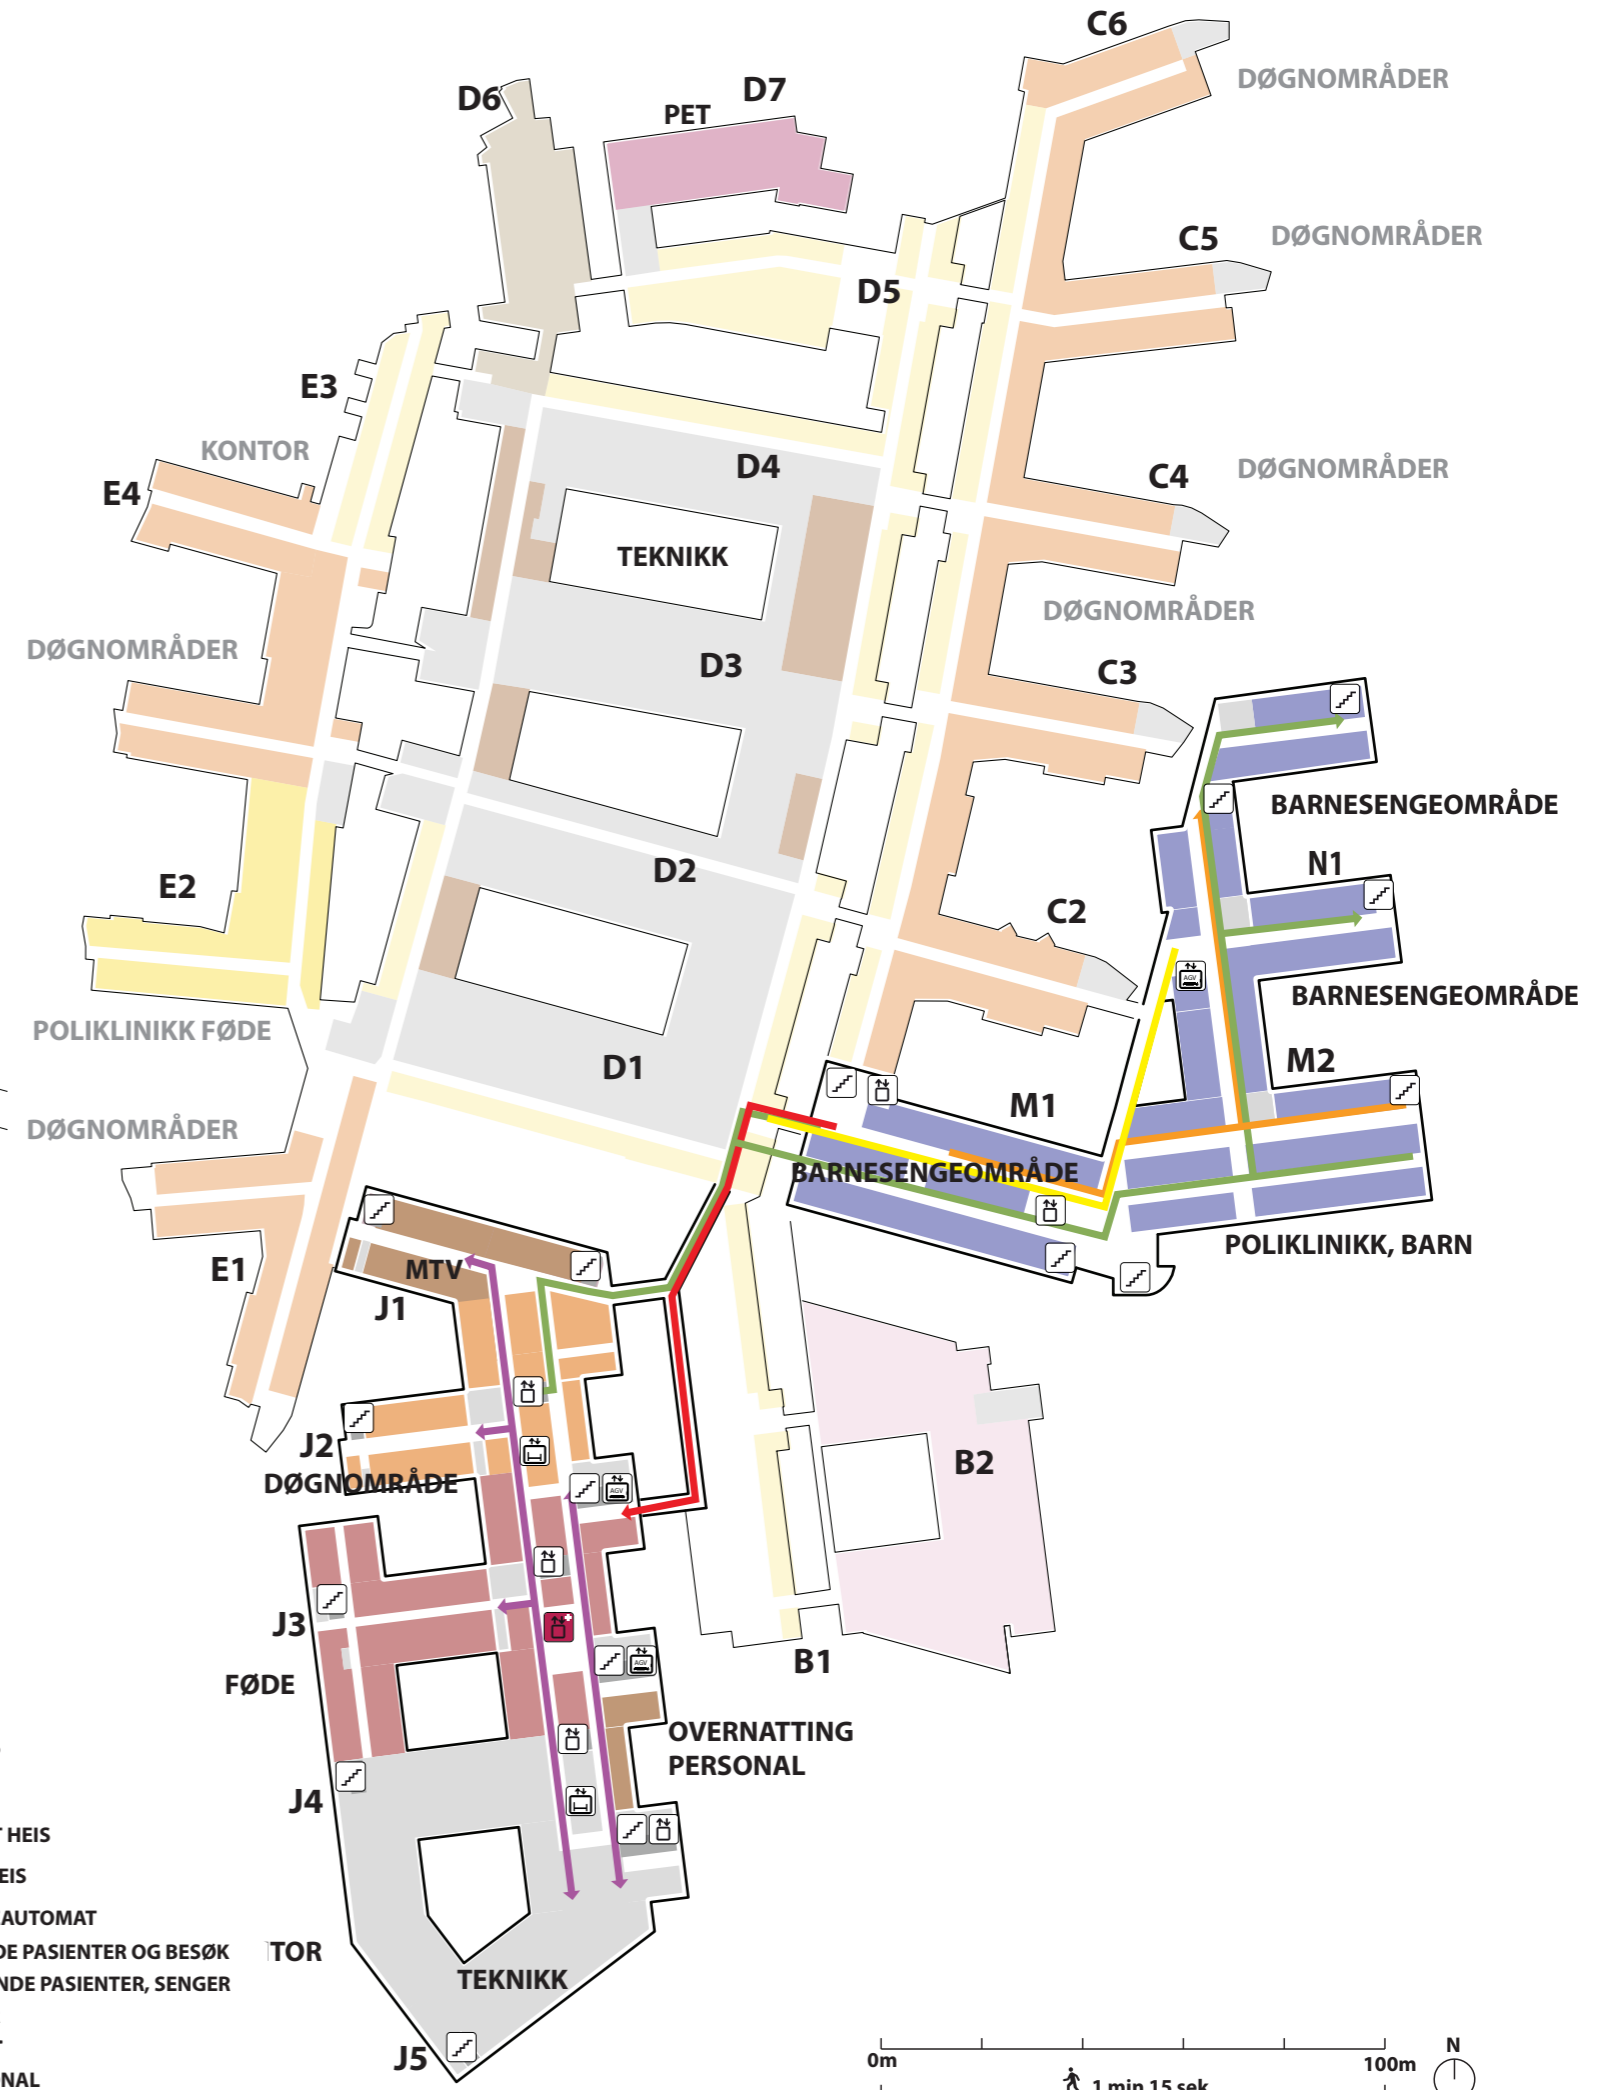 C6
DØGNOMRÅDER
D7
D6
PET
C5
DØGNOMRÅDER
D5
E3
KONTOR
D4
C4
DØGNOMRÅDER
E4
TEKNIKK
DØGNOMRÅDER
DØGNOMRÅDER
D3
C3
BARNESENGEOMRÅDE
D2
N1
E2
C2
BARNESENGEOMRÅDE
AGV
POLIKLINIKK FØDE
D1
M2
M1
DØGNOMRÅDER
BARNESENGEOMRÅDE
POLIKLINIKK, BARN
E1
MTV
J1
J2
DØGNOMRÅDE
B2
AGV
J3
FØDE
B1
AGV
OVERNATTING
PERSONAL
J4
HEIS
EIS
AUTOMAT
DE PASIENTER OG BESØK
TOR
NDE PASIENTER, SENGER
TEKNIKK
J5
0m
100m
N
NAL
1 min 15 sek